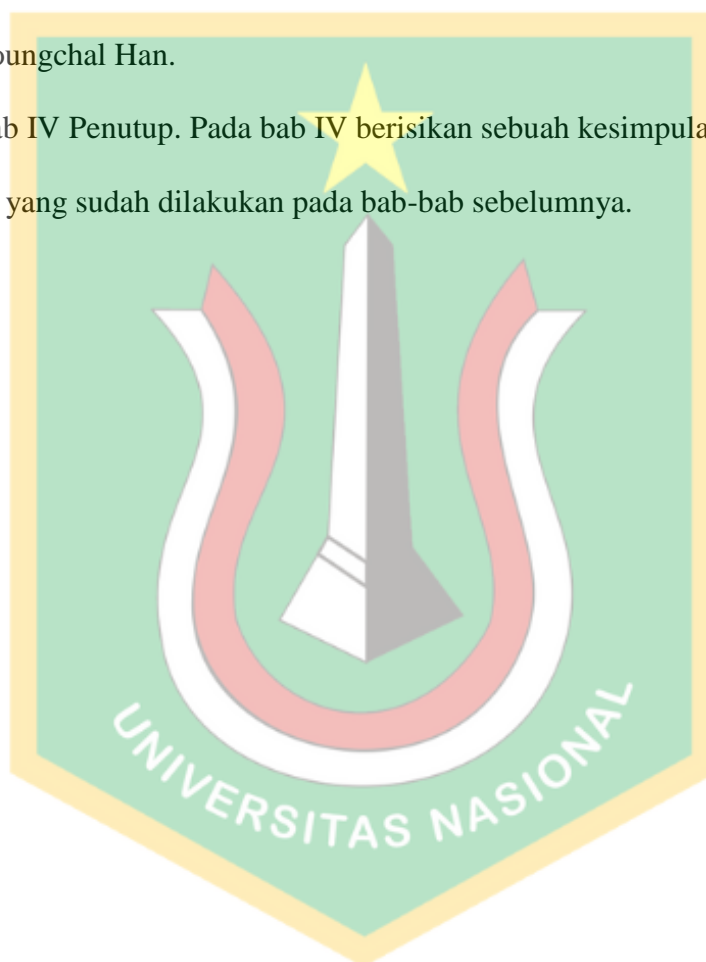 oungchal Han.
ab IV Penutup. Pada bab IV berisikan sebuah kesimpula
yang sudah dilakukan pada bab-bab sebelumnya.
UNIVERSITAS NASIONAL